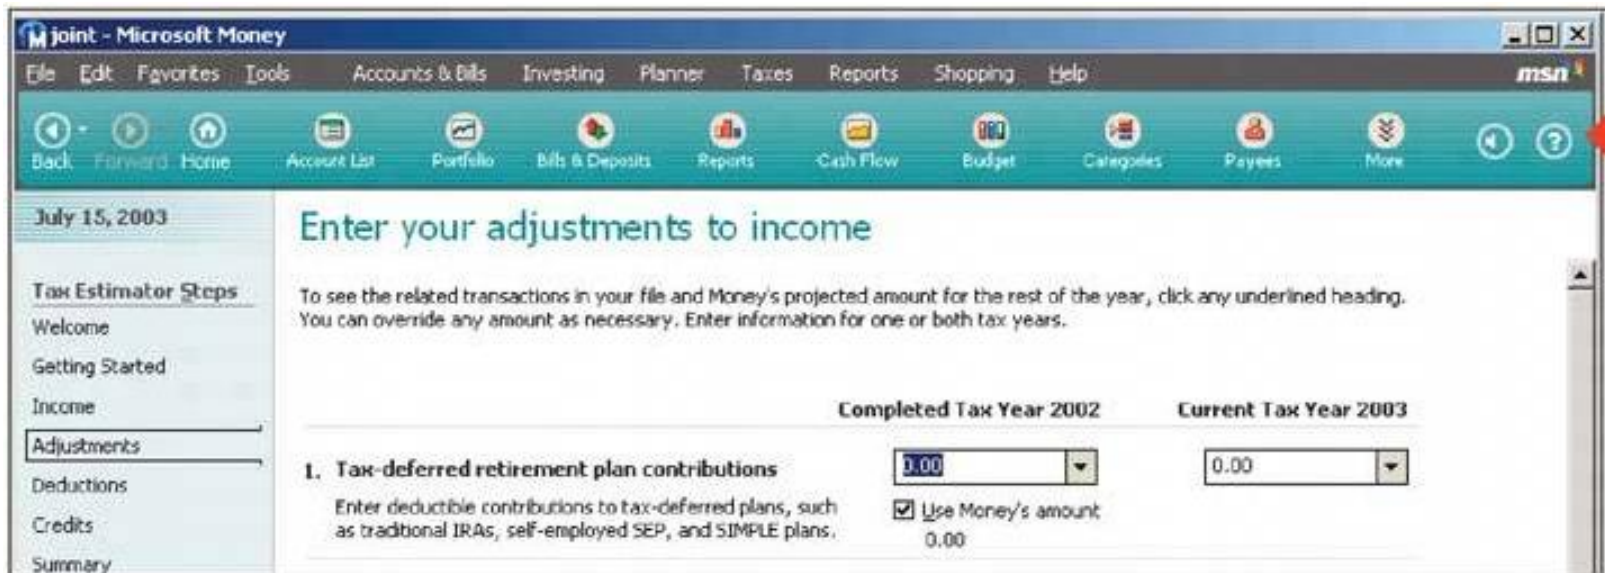 joint - Microsoft Money
File Edit Favorites Tools Accounts & Bills Investing Planner Taxes Reports Shopping Help msn
Back Forward Home Account List Portfolio Bills & Deposits Reports Cash Flow Budget Categories Payees More
July 15, 2003
Enter your adjustments to income
Tax Estimator Steps
Welcome
Getting Started
Income
Adjustments
Deductions
Credits
Summary
To see the related transactions in your file and Money's projected amount for the rest of the year, click any underlined heading.
You can override any amount as necessary. Enter information for one or both tax years.
Completed Tax Year 2002 Current Tax Year 2003
1. Tax-deferred retirement plan contributions 0.00 0.00
Enter deductible contributions to tax-deferred plans, such
as traditional IRAs, self-employed SEP, and SIMPLE plans.
Use Money's amount
0.00